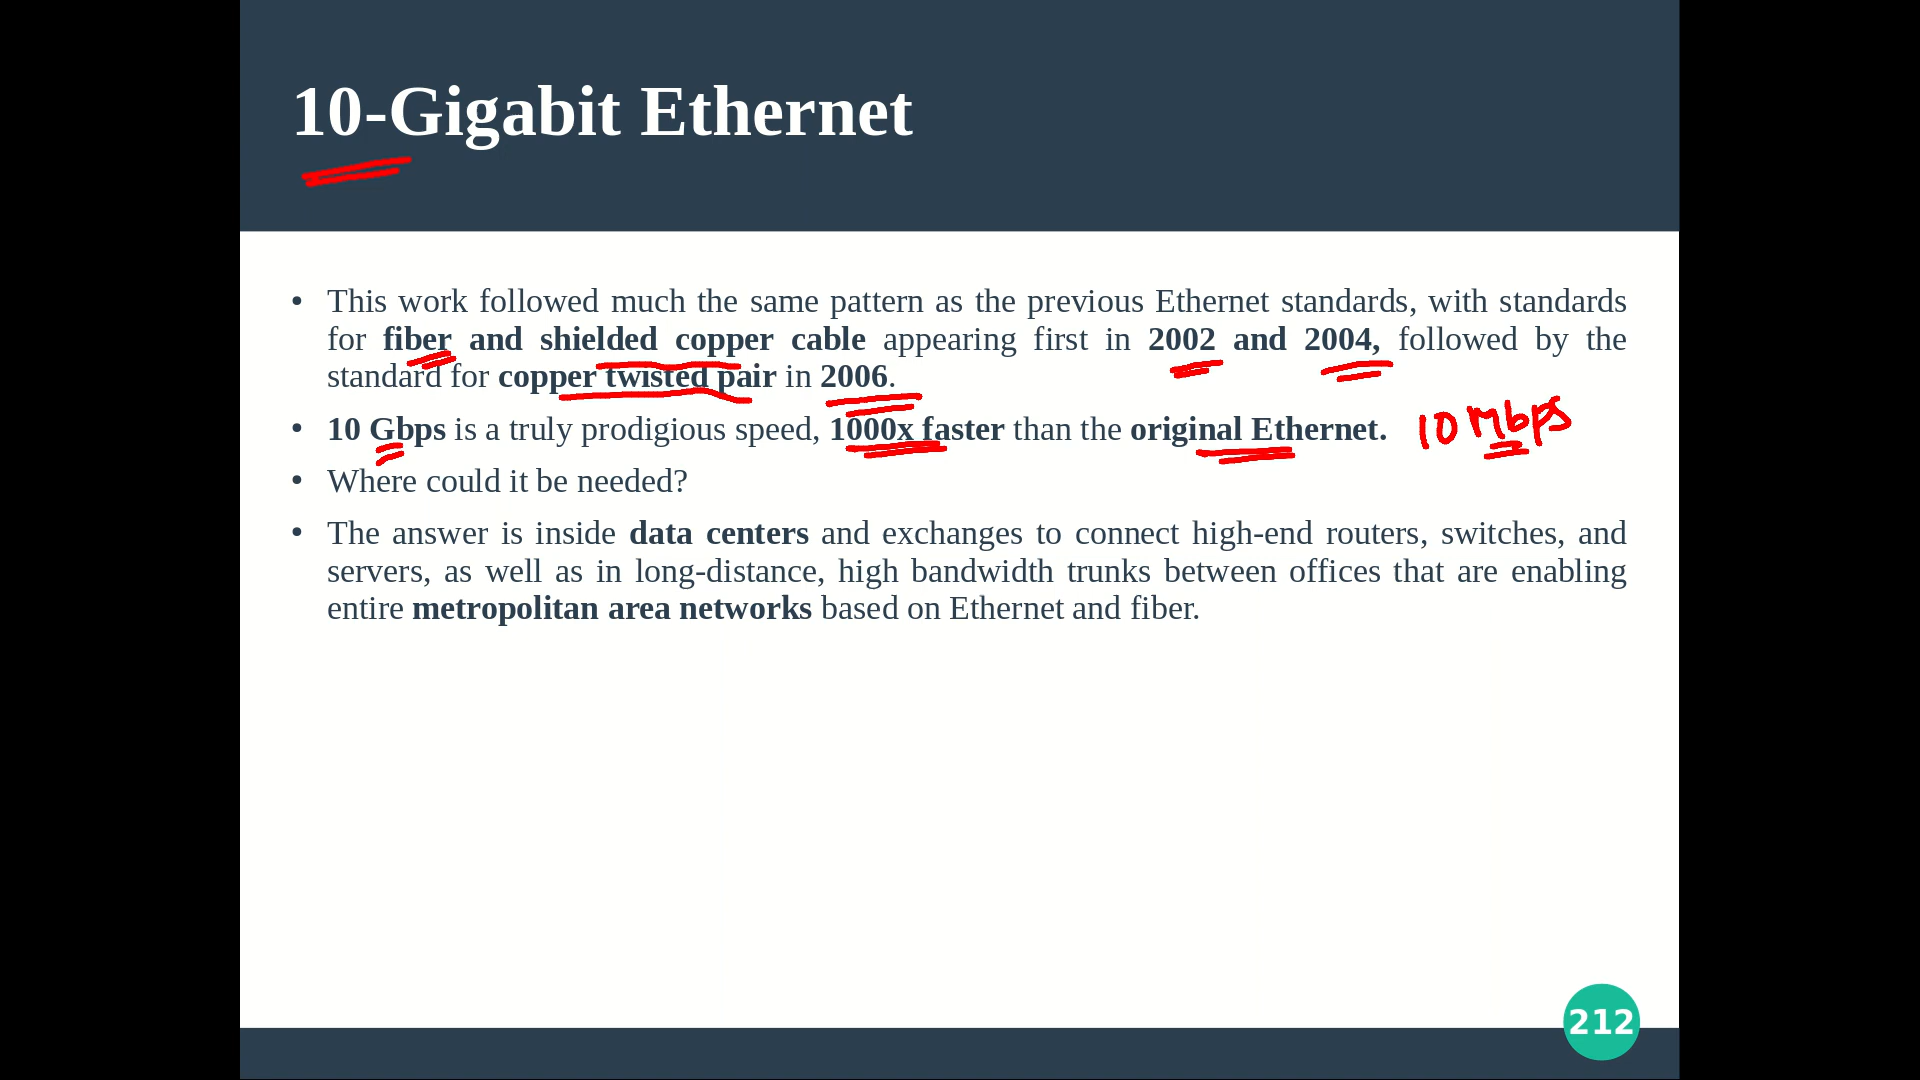 10-Gigabit Ethernet
• This work followed much the same pattern as the previous Ethernet standards, with standards
for fiber and shielded copper cable appearing first in 2002 and 2004, followed by the
standard for copper twisted pair in 2006.
• 10 Gbps is a truly prodigious speed, 1000x faster than the original Ethernet. 10 Mbps
• Where could it be needed?
• The answer is inside data centers and exchanges to connect high-end routers, switches, and
servers, as well as in long-distance, high bandwidth trunks between offices that are enabling
entire metropolitan area networks based on Ethernet and fiber.
212